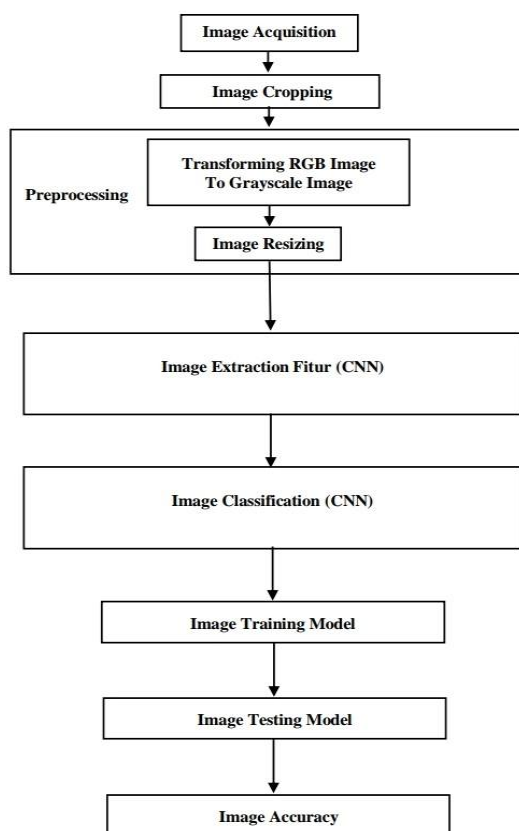 Image Acquisition
Image Cropping
Transforming RGB Image
To Grayscale Image
Preprocessing
Image Resizing
Image Extraction Fitur (CNN)
Image Classification (CNN)
Image Training Model
Image Testing Model
Image Accuracy